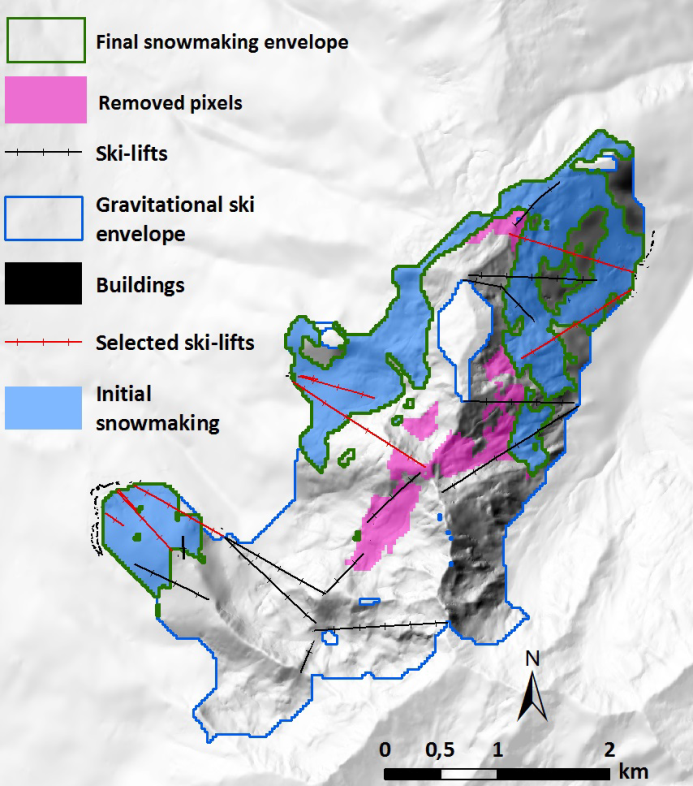 Final snowmaking envelope
Removed pixels
Ski-lifts
Gravitational ski
envelope
Buildings
Selected ski-lifts
Initial
snowmaking
N
0 0,5 1 2
km